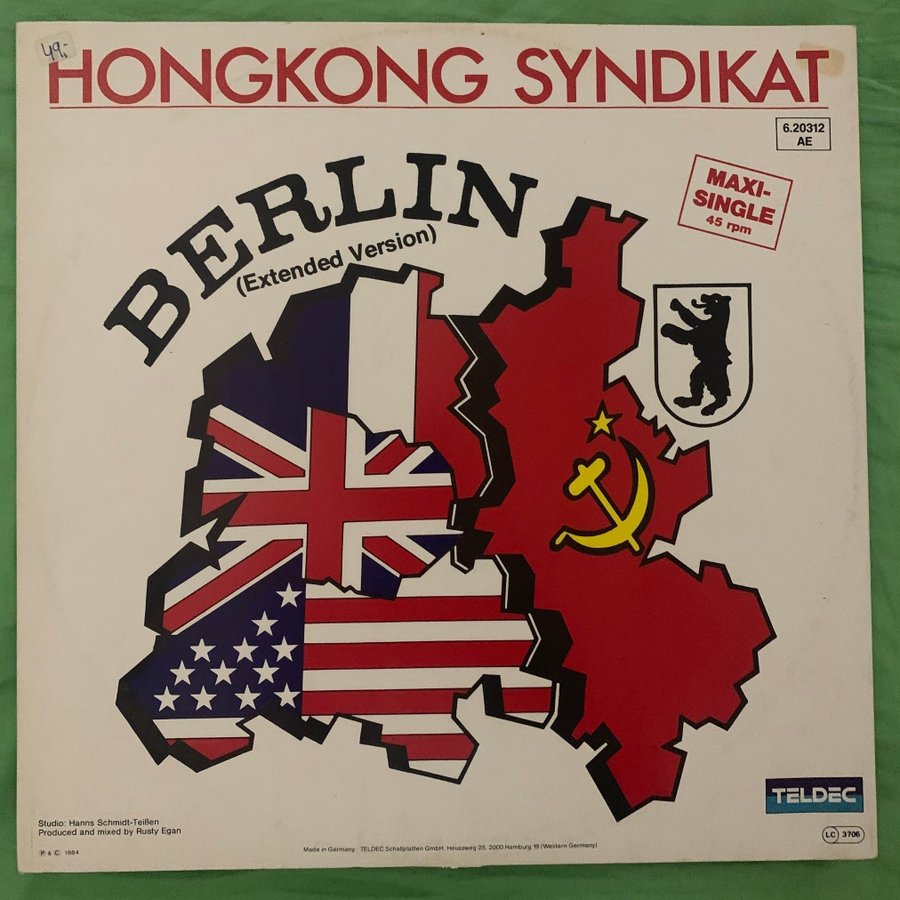 49,-
HONGKONG SYNDIKAT
6.20312
AE
MAXI-
SINGLE
45 rpm
BERLIN
(Extended Version)
TELDEC
LC 3706
Studio: Hanns Schmidt-Teißen
Produced and mixed by Rusty Egan
Ⓟ & © 1984
Made in Germany TELDEC Schallplatten GmbH, Heussweg 25, 2000 Hamburg 19 (Western Germany)